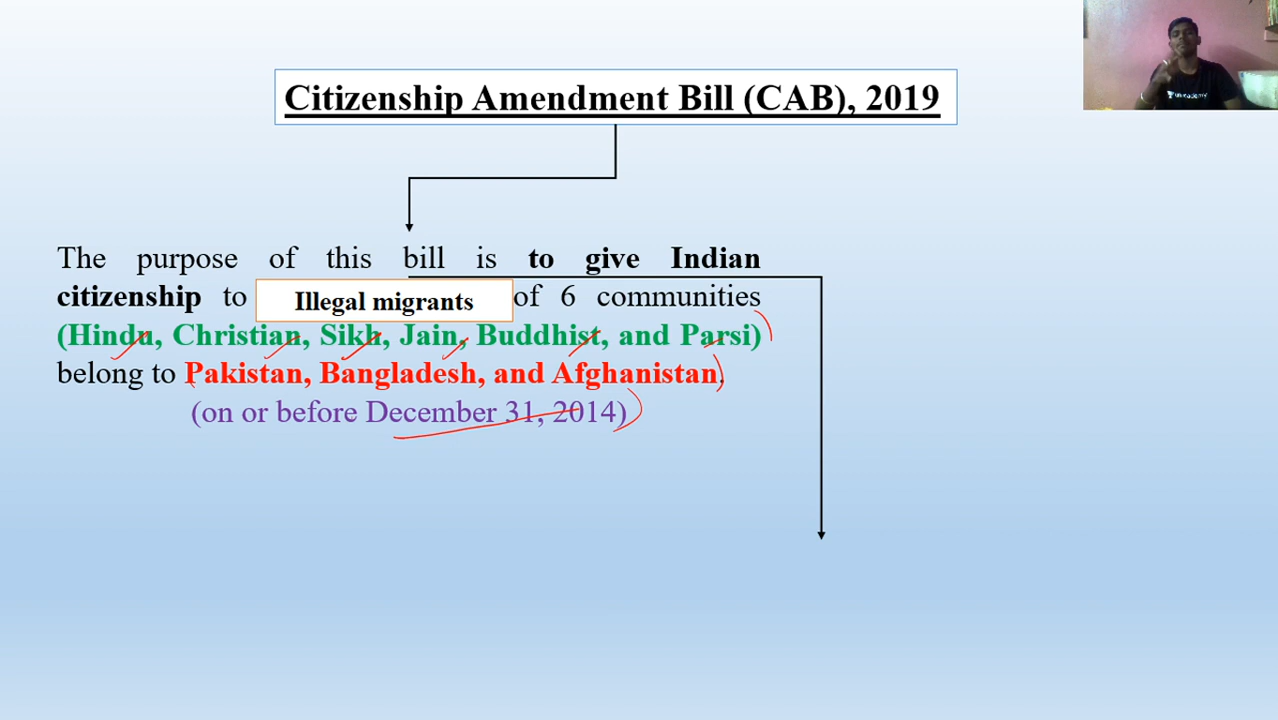 Citizenship Amendment Bill (CAB), 2019
The purpose of this bill is to give Indian
citizenship to Illegal migrants of 6 communities
(Hindu, Christian, Sikh, Jain, Buddhist, and Parsi)
belong to Pakistan, Bangladesh, and Afghanistan.
(on or before December 31, 2014)